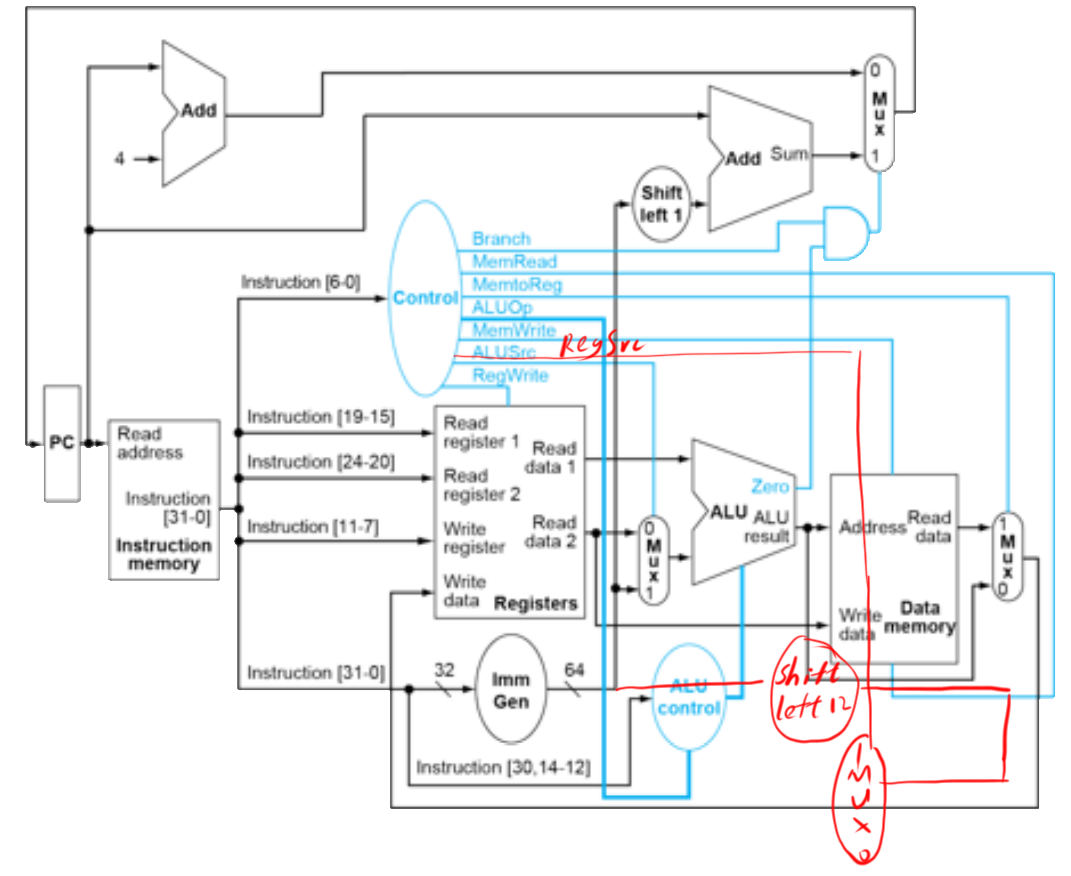 0
M
u
x
1
Add
4
Add Sum
Shift
left 1
Branch
MemRead
MemtoReg
ALUOp
MemWrite
ALUSrc
RegWrite
RegSrc
Instruction [6-0]
Control
PC
Read
address
Instruction
[31-0]
Instruction
memory
Instruction [19-15]
Instruction [24-20]
Instruction [11-7]
Read
register 1
Read
data 1
Read
register 2
Write
register
Read
data 2
Write
data
Registers
0
M
u
x
1
Zero
ALU
ALU
result
Address
Read
data
Write
data
Data
memory
1
M
u
x
0
Instruction [31-0]
32
Imm
Gen
64
ALU
control
Shift
left 12
Instruction [30,14-12]
1
M
u
x
0